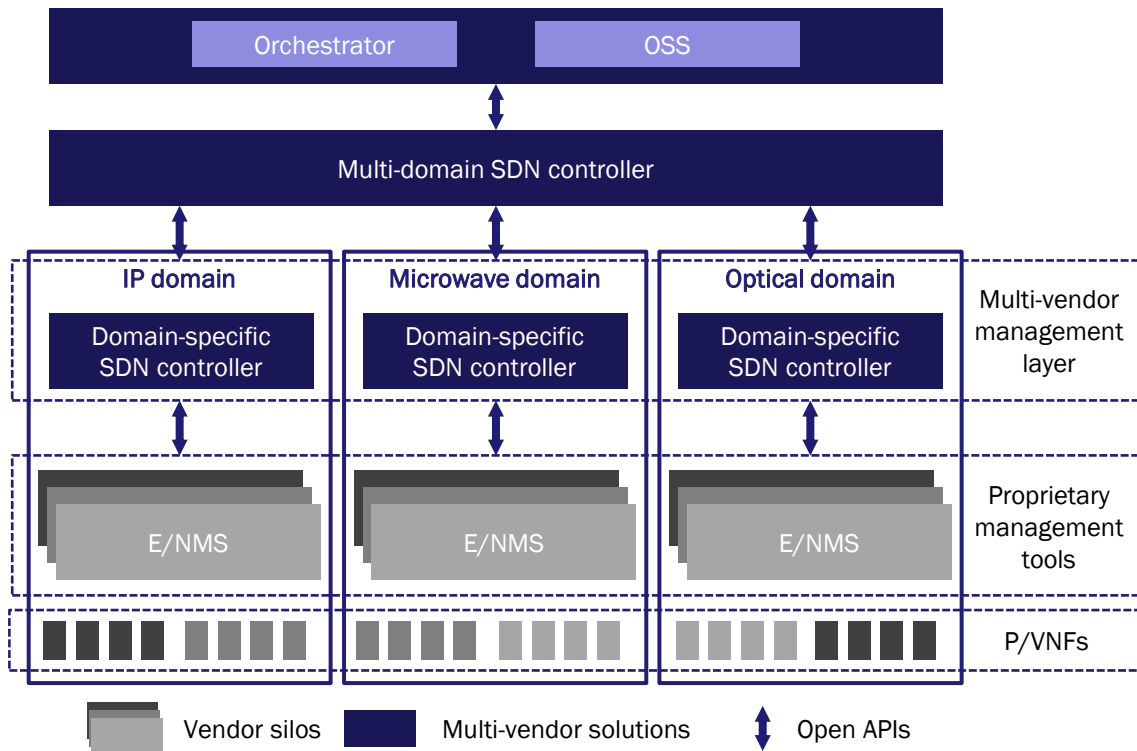 Orchestrator
OSS
Multi-domain SDN controller
IP domain
Microwave domain
Optical domain
Domain-specific
SDN controller
Domain-specific
SDN controller
Domain-specific
SDN controller
Multi-vendor
management
layer
E/NMS
E/NMS
E/NMS
Proprietary
management
tools
P/VNFs
Vendor silos
Multi-vendor solutions
Open APIs